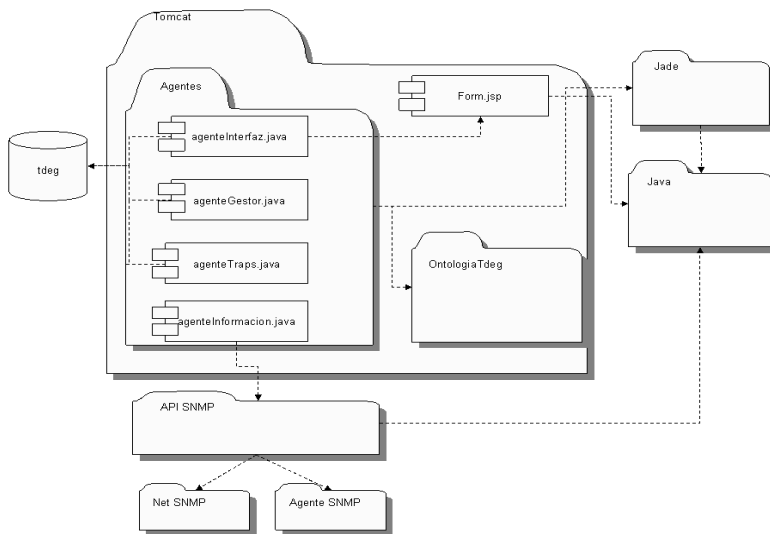 Tomcat
Agentes
Form.jsp
Jade
agenteInterfaz.java
tdeg
Java
agenteGestor.java
agenteTraps.java
OntologiaTdeg
agenteInformacion.java
API SNMP
Net SNMP
Agente SNMP